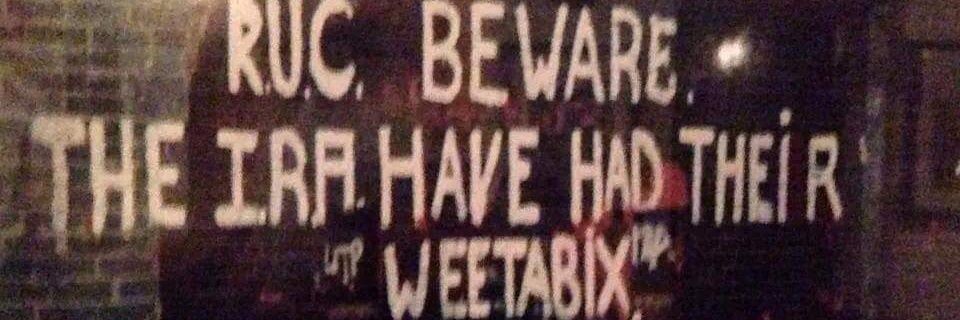 R.U.C. BEWARE.
THE I.R.A. HAVE HAD THEiR
WEETABiX.